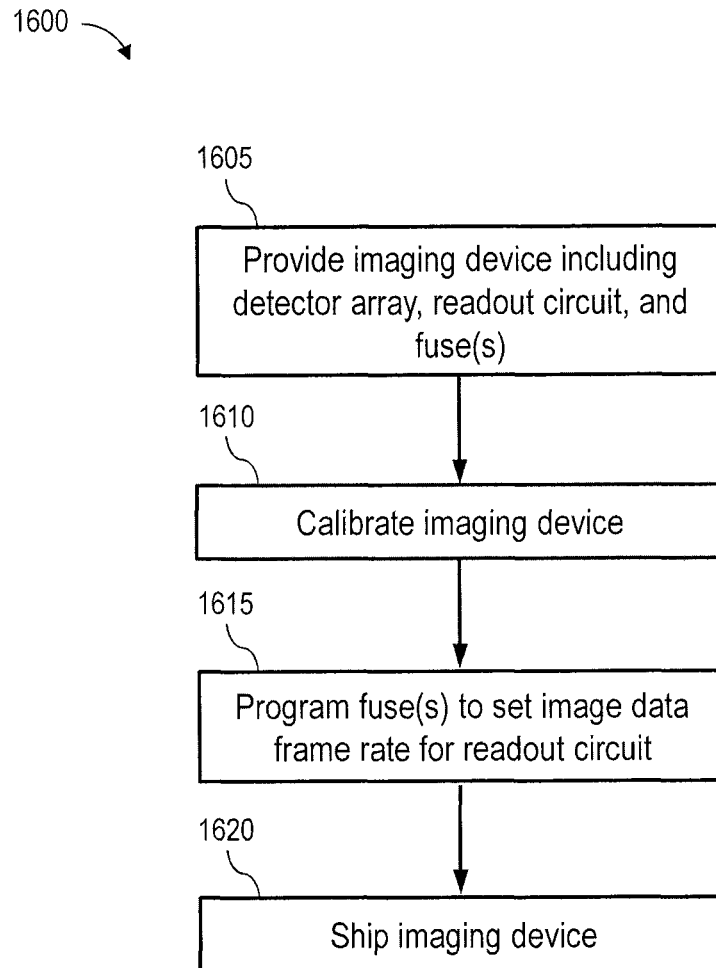 1600
1605
Provide imaging device including
detector array, readout circuit, and
fuse(s)
1610
Calibrate imaging device
1615
Program fuse(s) to set image data
frame rate for readout circuit
1620
Ship imaging device